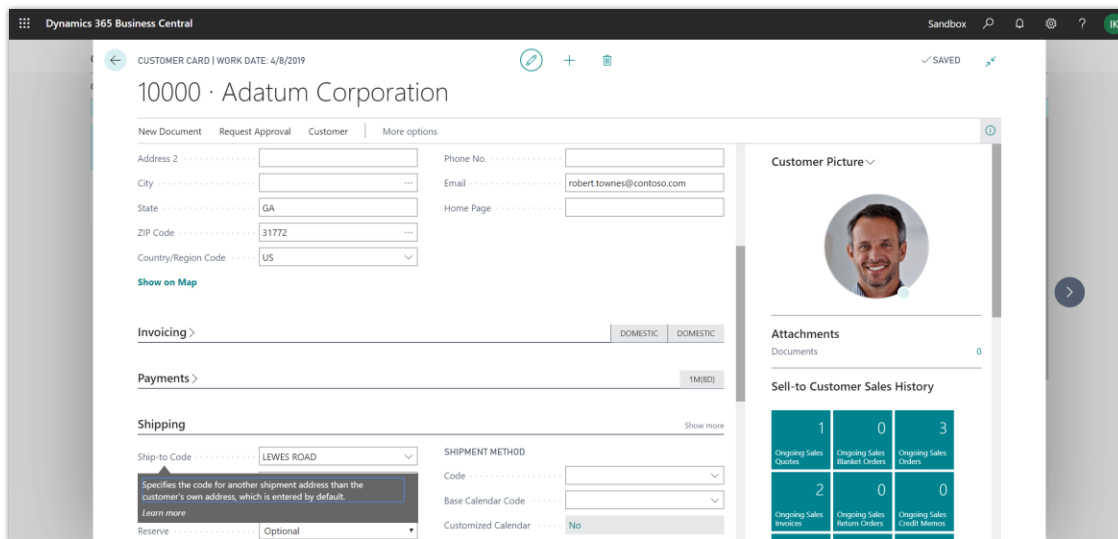 Dynamics 365 Business Central
Sandbox
?
IK
CUSTOMER CARD | WORK DATE: 4/8/2019
SAVED
10000 · Adatum Corporation
New Document Request Approval Customer More options
Address 2
City
State GA
ZIP Code 31772
Country/Region Code US
Show on Map
Phone No.
Email robert.townes@contoso.com
Home Page
Invoicing
DOMESTIC DOMESTIC
Payments
1M(8D)
Shipping
Show more
Ship-to Code LEWES ROAD
Specifies the code for another shipment address than the
customer's own address, which is entered by default.
Learn more
Reserve Optional
SHIPMENT METHOD
Code
Base Calendar Code
Customized Calendar No
Customer Picture
Attachments
Documents 0
Sell-to Customer Sales History
1 0 3
Ongoing Sales Quotes
Ongoing Sales Blanket Orders
Ongoing Sales Orders
2 0 0
Ongoing Sales Invoices
Ongoing Sales Return Orders
Ongoing Sales Credit Memos